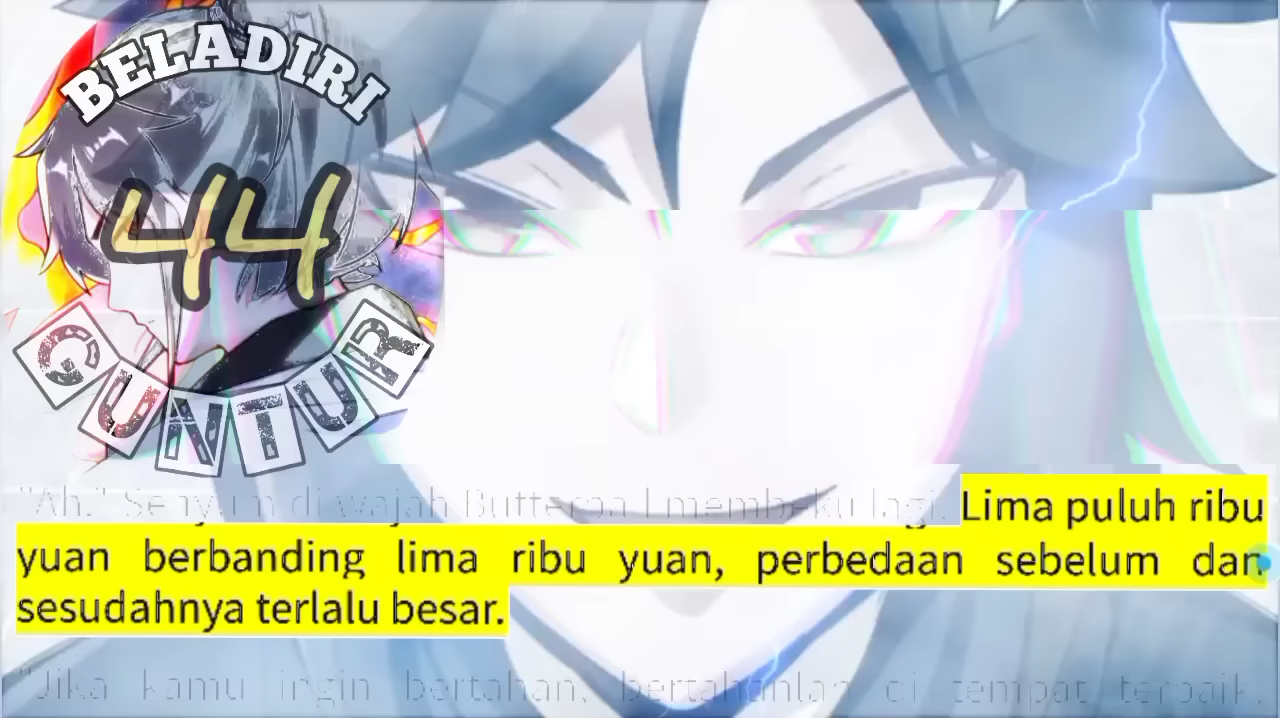 BELADIRI
44
GUNTUR
"Ah." Senyum di wajah Butterball membeku lagi. Lima puluh ribu
yuan berbanding lima ribu yuan, perbedaan sebelum dan
sesudahnya terlalu besar.
"Jika kamu ingin bertahan, bertahanlah di tempat terbaik.